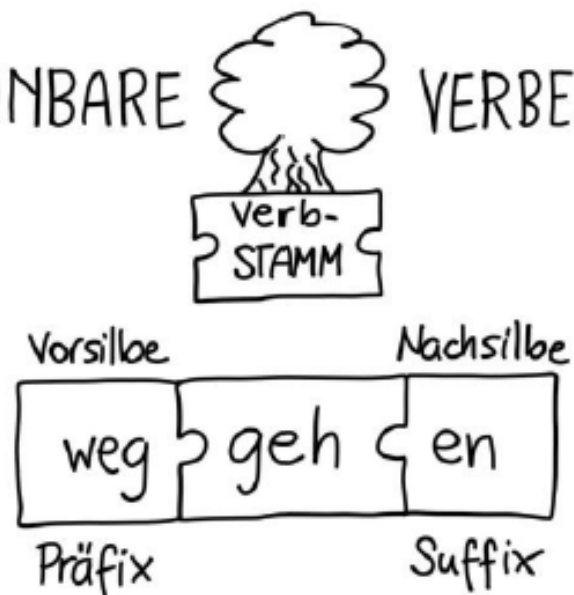 NBARE VERBE
Verb-
STAMM
Vorsilbe Nachsilbe
weg geh en
Präfix Suffix